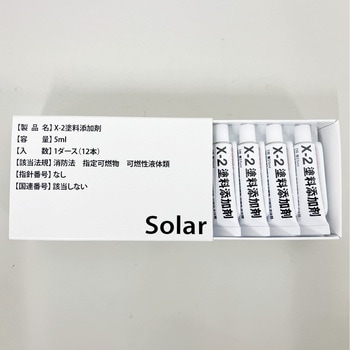 【製 品 名】X-2塗料添加剤
【容 量】5ml
【入 数】1ダース(12本)
【該当法規】消防法 指定可燃物 可燃性液体類
【指針番号】なし
【国連番号】該当しない
Solar
X-2 塗料添加剤
X-2 塗料添加剤
X-2 塗料添加剤
X-2 塗料添加剤